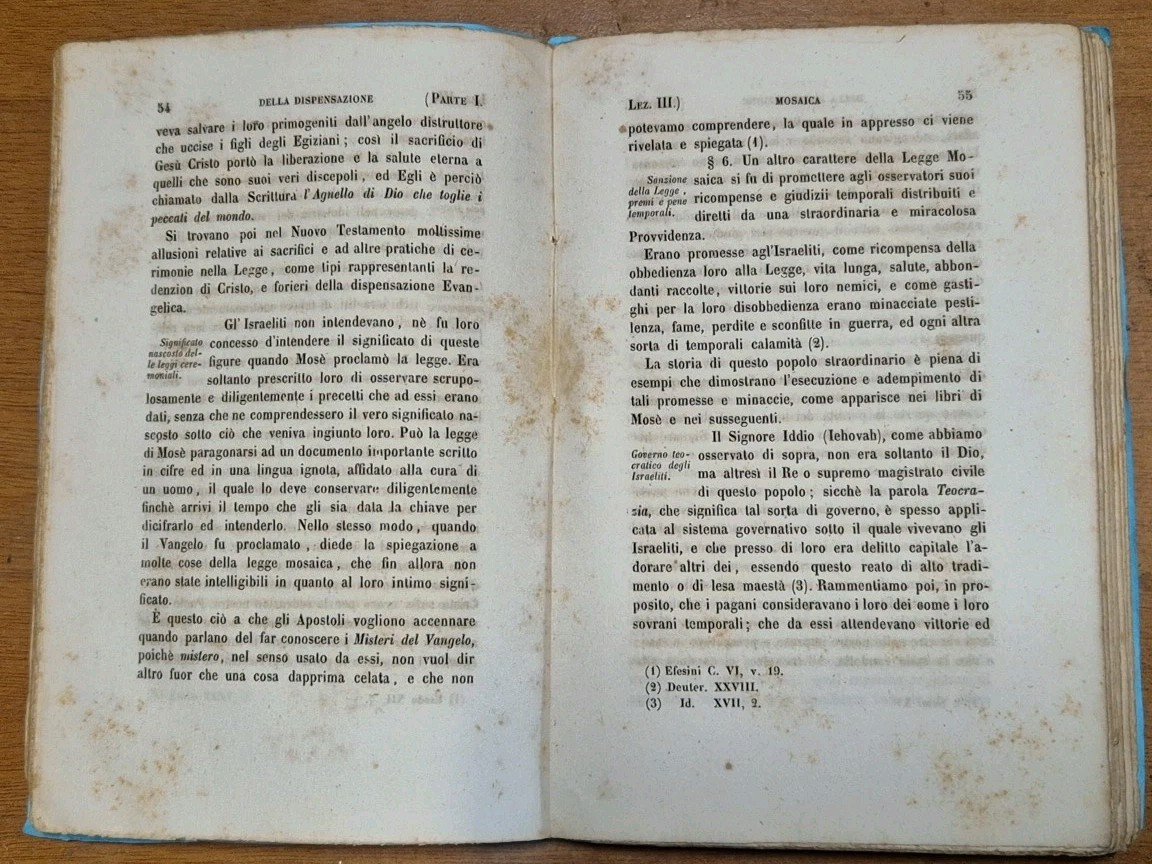 54 DELLA DISPENSAZIONE (PARTE I.
veva salvare i loro primogeniti dall'angelo distruttore
che uccise i figli degli Egiziani; così il sacrificio di
Gesù Cristo portò la liberazione e la salute eterna a
quelli che sono suoi veri discepoli, ed Egli è perciò
chiamato dalla Scrittura l'Agnello di Dio che toglie i
peccati del mondo.
Si trovano poi nel Nuovo Testamento moltissime
allusioni relative ai sacrifici e ad altre pratiche di ce-
rimonie nella Legge, come tipi rappresentanti la re-
denzion di Cristo, e forieri della dispensazione Evan-
gelica.
Gl'Israeliti non intendevano, nè fu loro
Significato
nascosto del-
le leggi cere-
moniali.
concesso d'intendere il significato di queste
figure quando Mosè proclamò la legge. Era
soltanto prescritto loro di osservare scrupo-
losamente e diligentemente i precetti che ad essi erano
dati, senza che ne comprendessero il vero significato na-
scosto sotto ciò che veniva ingiunto loro. Può la legge
di Mosè paragonarsi ad un documento importante scritto
in cifre ed in una lingua ignota, affidato alla cura di
un uomo, il quale lo deve conservare diligentemente
finchè arrivi il tempo che gli sia data la chiave per
dicifrarlo ed intenderlo. Nello stesso modo, quando
il Vangelo fu proclamato, diede la spiegazione a
molte cose della legge mosaica, che fin allora non
erano state intelligibili in quanto al loro intimo signi-
ficato.
È questo ciò a che gli Apostoli vogliono accennare
quando parlano del far conoscere i Misteri del Vangelo,
poichè mistero, nel senso usato da essi, non vuol dir
altro fuor che una cosa dapprima celata, e che non
LEZ. III.) MOSAICA 55
potevamo comprendere, la quale in appresso ci viene
rivelata e spiegata (1).
§ 6. Un altro carattere della Legge Mo-
Sanzione
della Legge,
premi e pene
temporali.
saica si fu di promettere agli osservatori suoi
ricompense e giudizii temporali distribuiti e
diretti da una straordinaria e miracolosa
Provvidenza.
Erano promesse agl'Israeliti, come ricompensa della
obbedienza loro alla Legge, vita lunga, salute, abbon-
danti raccolte, vittorie sui loro nemici, e come gasti-
ghi per la loro disobbedienza erano minacciate pesti-
lenza, fame, perdite e sconfitte in guerra, ed ogni altra
sorta di temporali calamità (2).
La storia di questo popolo straordinario è piena di
esempi che dimostrano l'esecuzione e adempimento di
tali promesse e minaccie, come apparisce nei libri di
Mosè e nei susseguenti.
Il Signore Iddio (Iehovah), come abbiamo
Governo teo-
cratico degli
Israeliti.
osservato di sopra, non era soltanto il Dio,
ma altresì il Re o supremo magistrato civile
di questo popolo; sicchè la parola Teocra-
zia, che significa tal sorta di governo, è spesso appli-
cata al sistema governativo sotto il quale vivevano gli
Israeliti, e che presso di loro era delitto capitale l'a-
dorare altri dei, essendo questo reato di alto tradi-
mento o di lesa maestà (3). Rammentiamo poi, in pro-
posito, che i pagani consideravano i loro dei come i loro
sovrani temporali; che da essi attendevano vittorie ed
(1) Efesini C. VI, v. 19.
(2) Deuter. XXVIII.
(3) Id. XVII, 2.